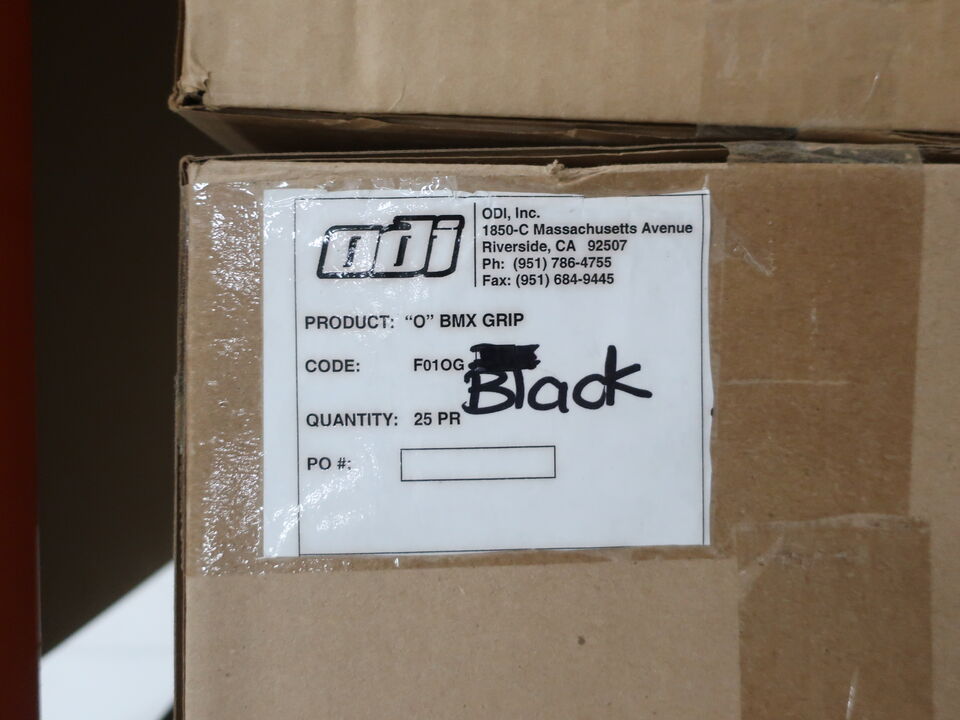 odi
ODI, Inc.
1850-C Massachusetts Avenue
Riverside, CA 92507
Ph: (951) 786-4755
Fax: (951) 684-9445
PRODUCT: "O" BMX GRIP
CODE: F01OG
Black
QUANTITY: 25 PR
PO #: